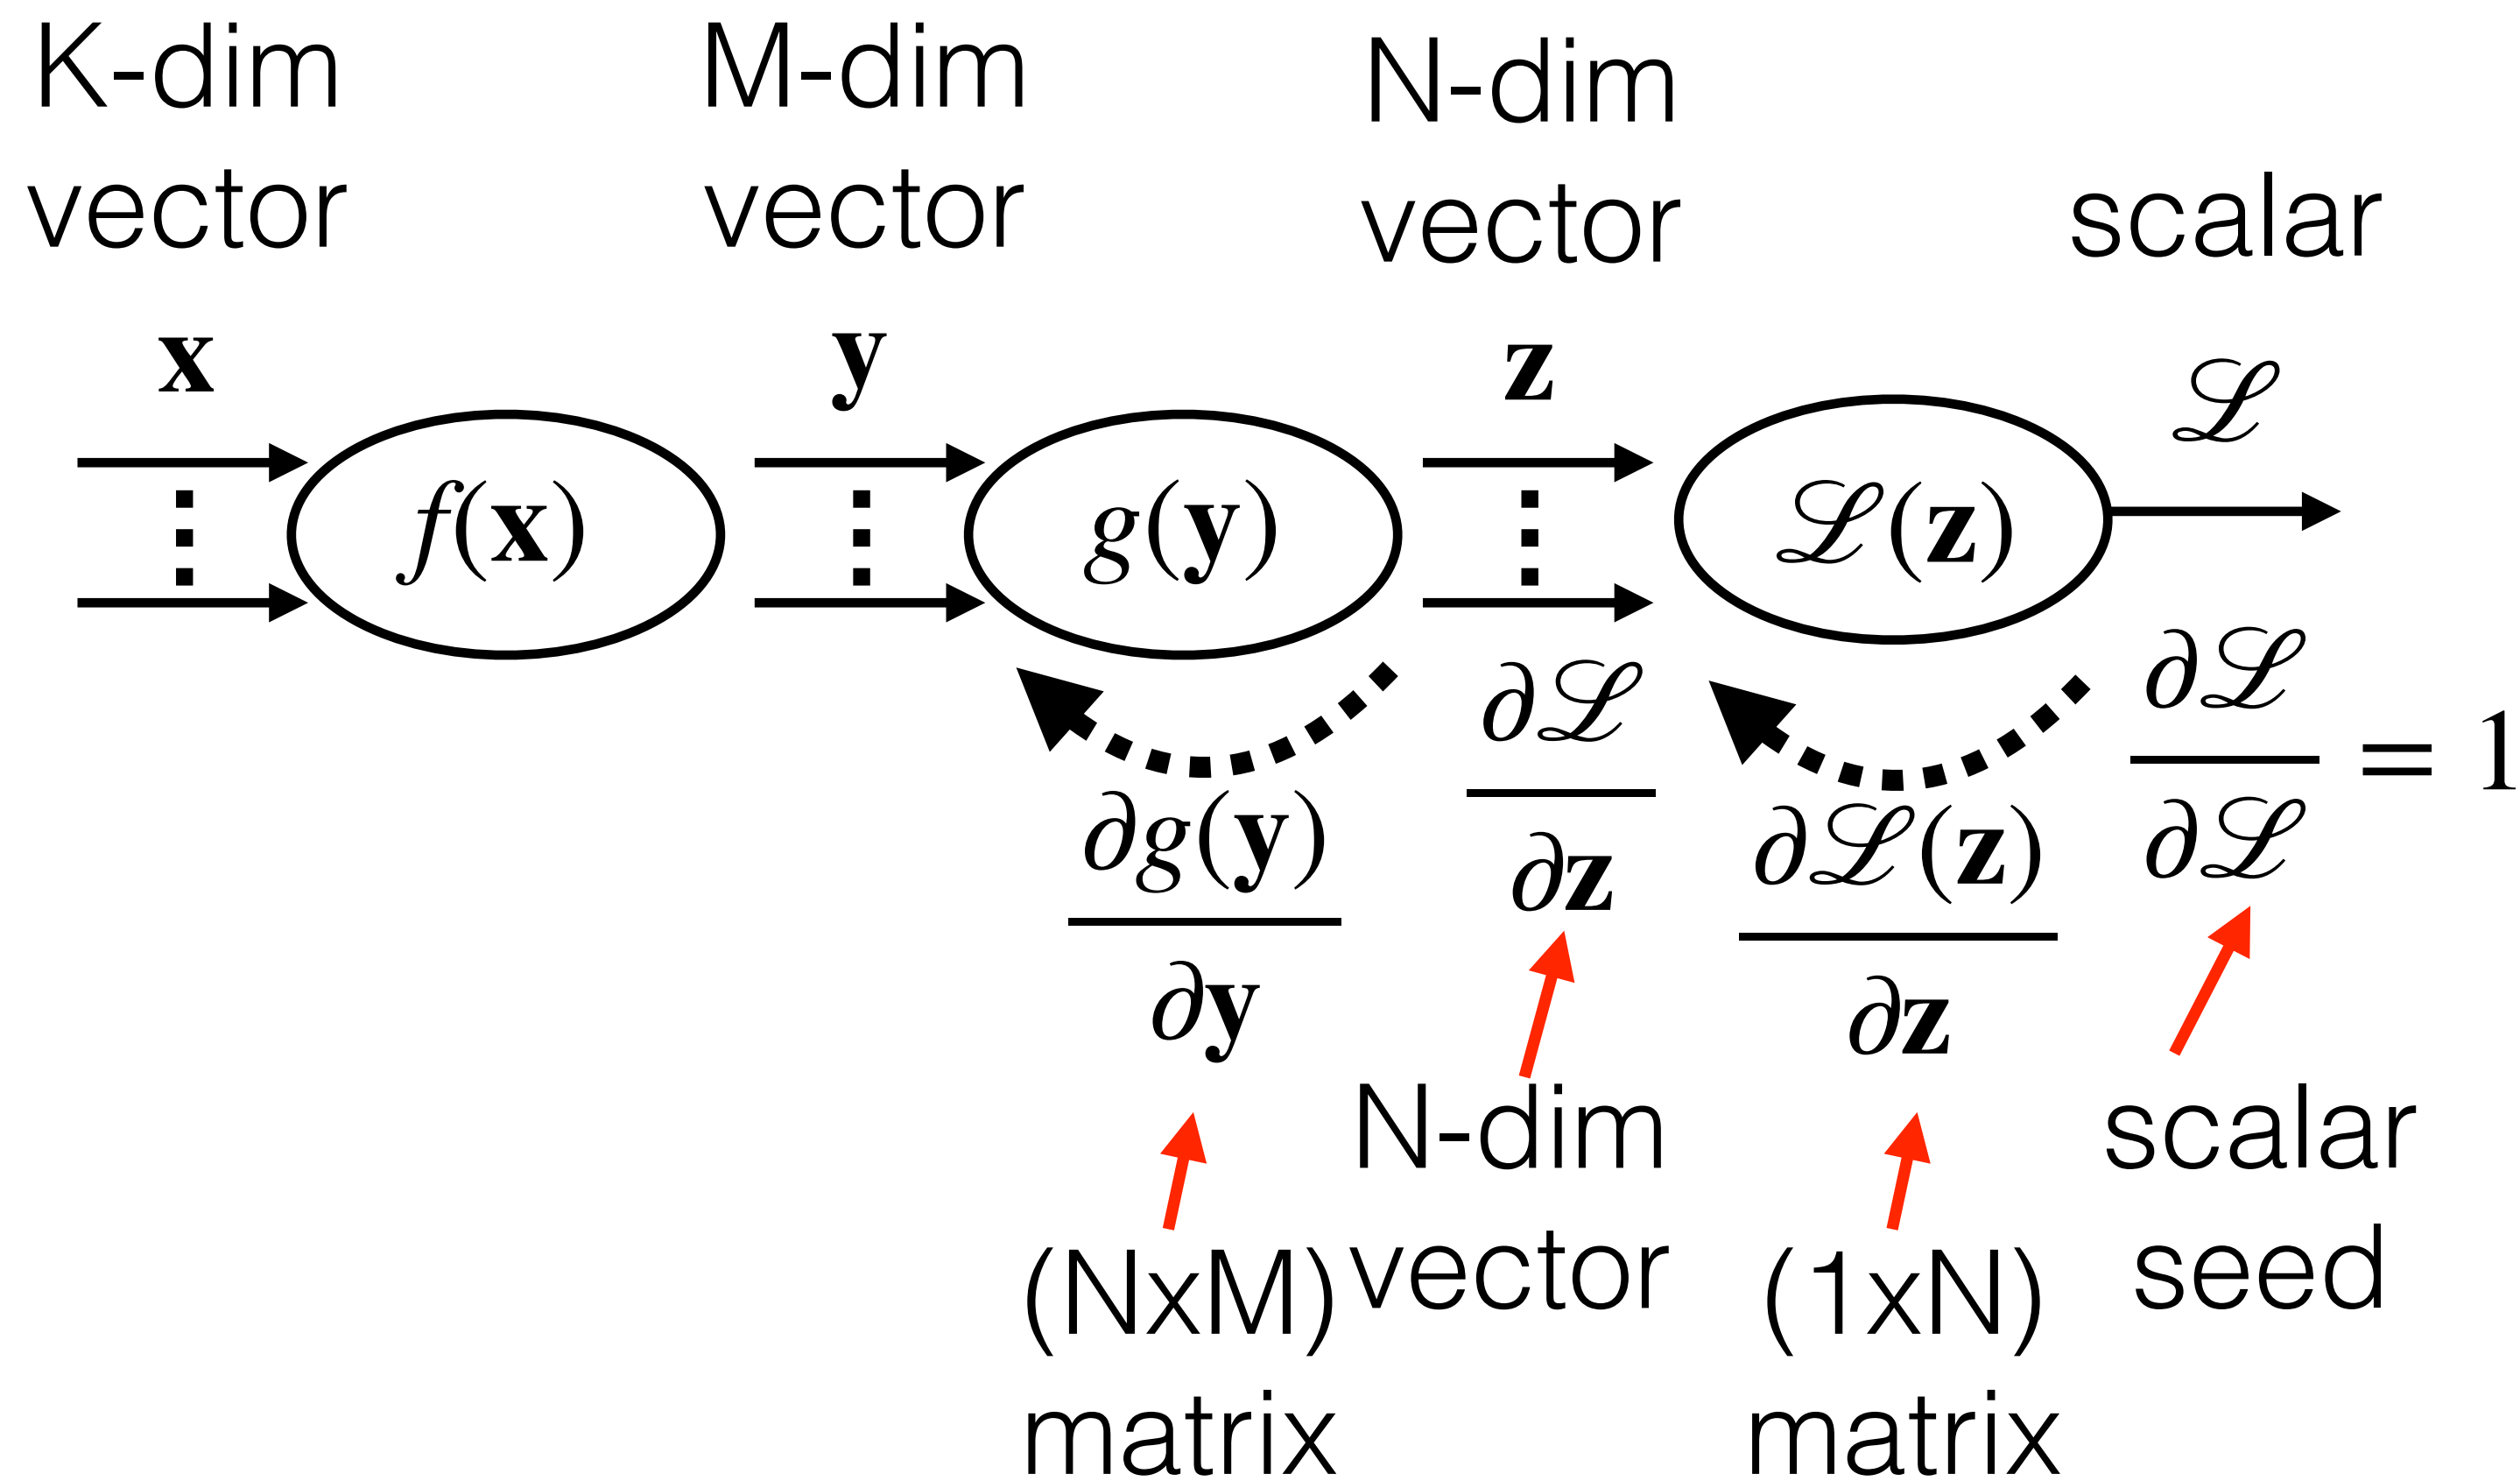 K-dim
vector
M-dim
vector
N-dim
vector
scalar
x
y
z
ℒ
f(x)
g(y)
ℒ(z)
∂g(y)
∂y
∂ℒ
∂z
∂ℒ(z)
∂z
∂ℒ
∂ℒ
= 1
(NxM)
matrix
N-dim
vector
(1xN)
matrix
scalar
seed